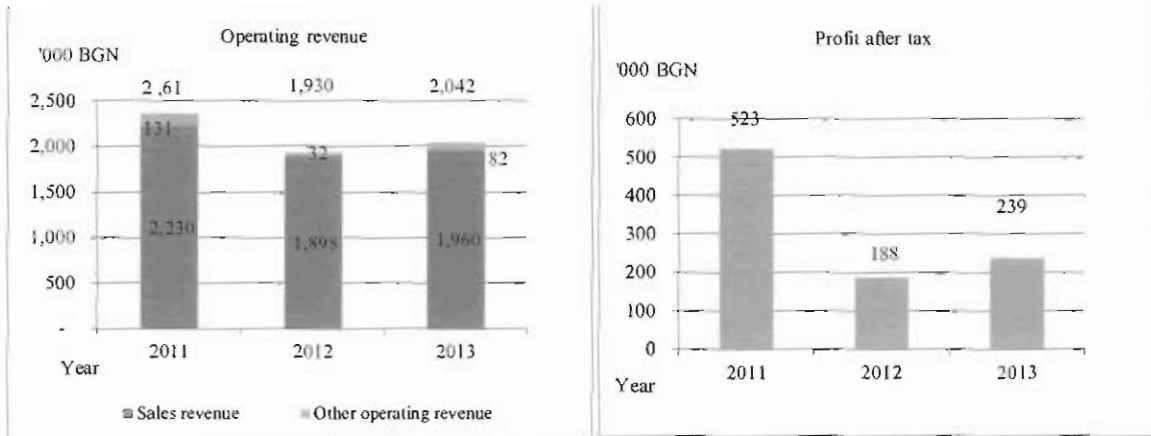 Operating revenue
'000 BGN
2,61 1,930 2,042
2,500
131
32
2,000
82
1,500
2,230 1,898 1,960
1,000
500
-
2011 2012 2013
Year
Sales revenue Other operating revenue
Profit after tax
'000 BGN
600
523
500
400
239
300
188
200
100
0
2011 2012 2013
Year